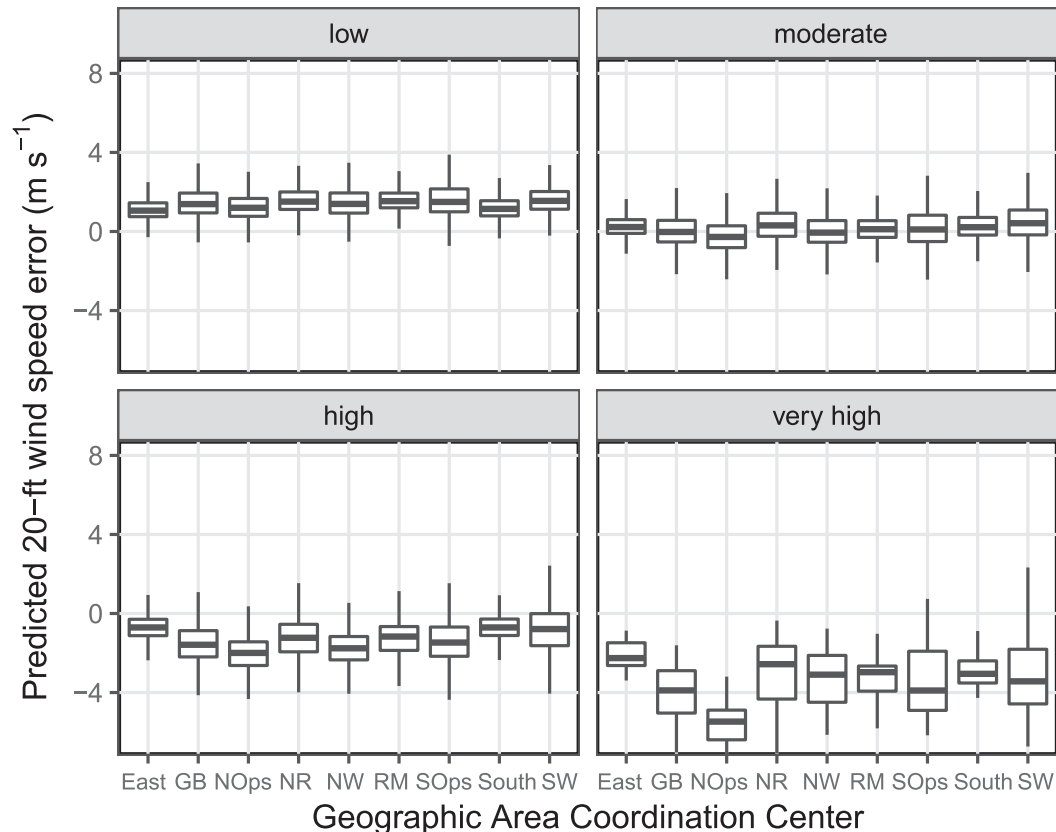 low moderate
8
4
0
−4
high very high
8
4
0
−4
East GB NOps NR NW RM SOps South SW East GB NOps NR NW RM SOps South SW
Geographic Area Coordination Center
Predicted 20−ft wind speed error (m s⁻¹)